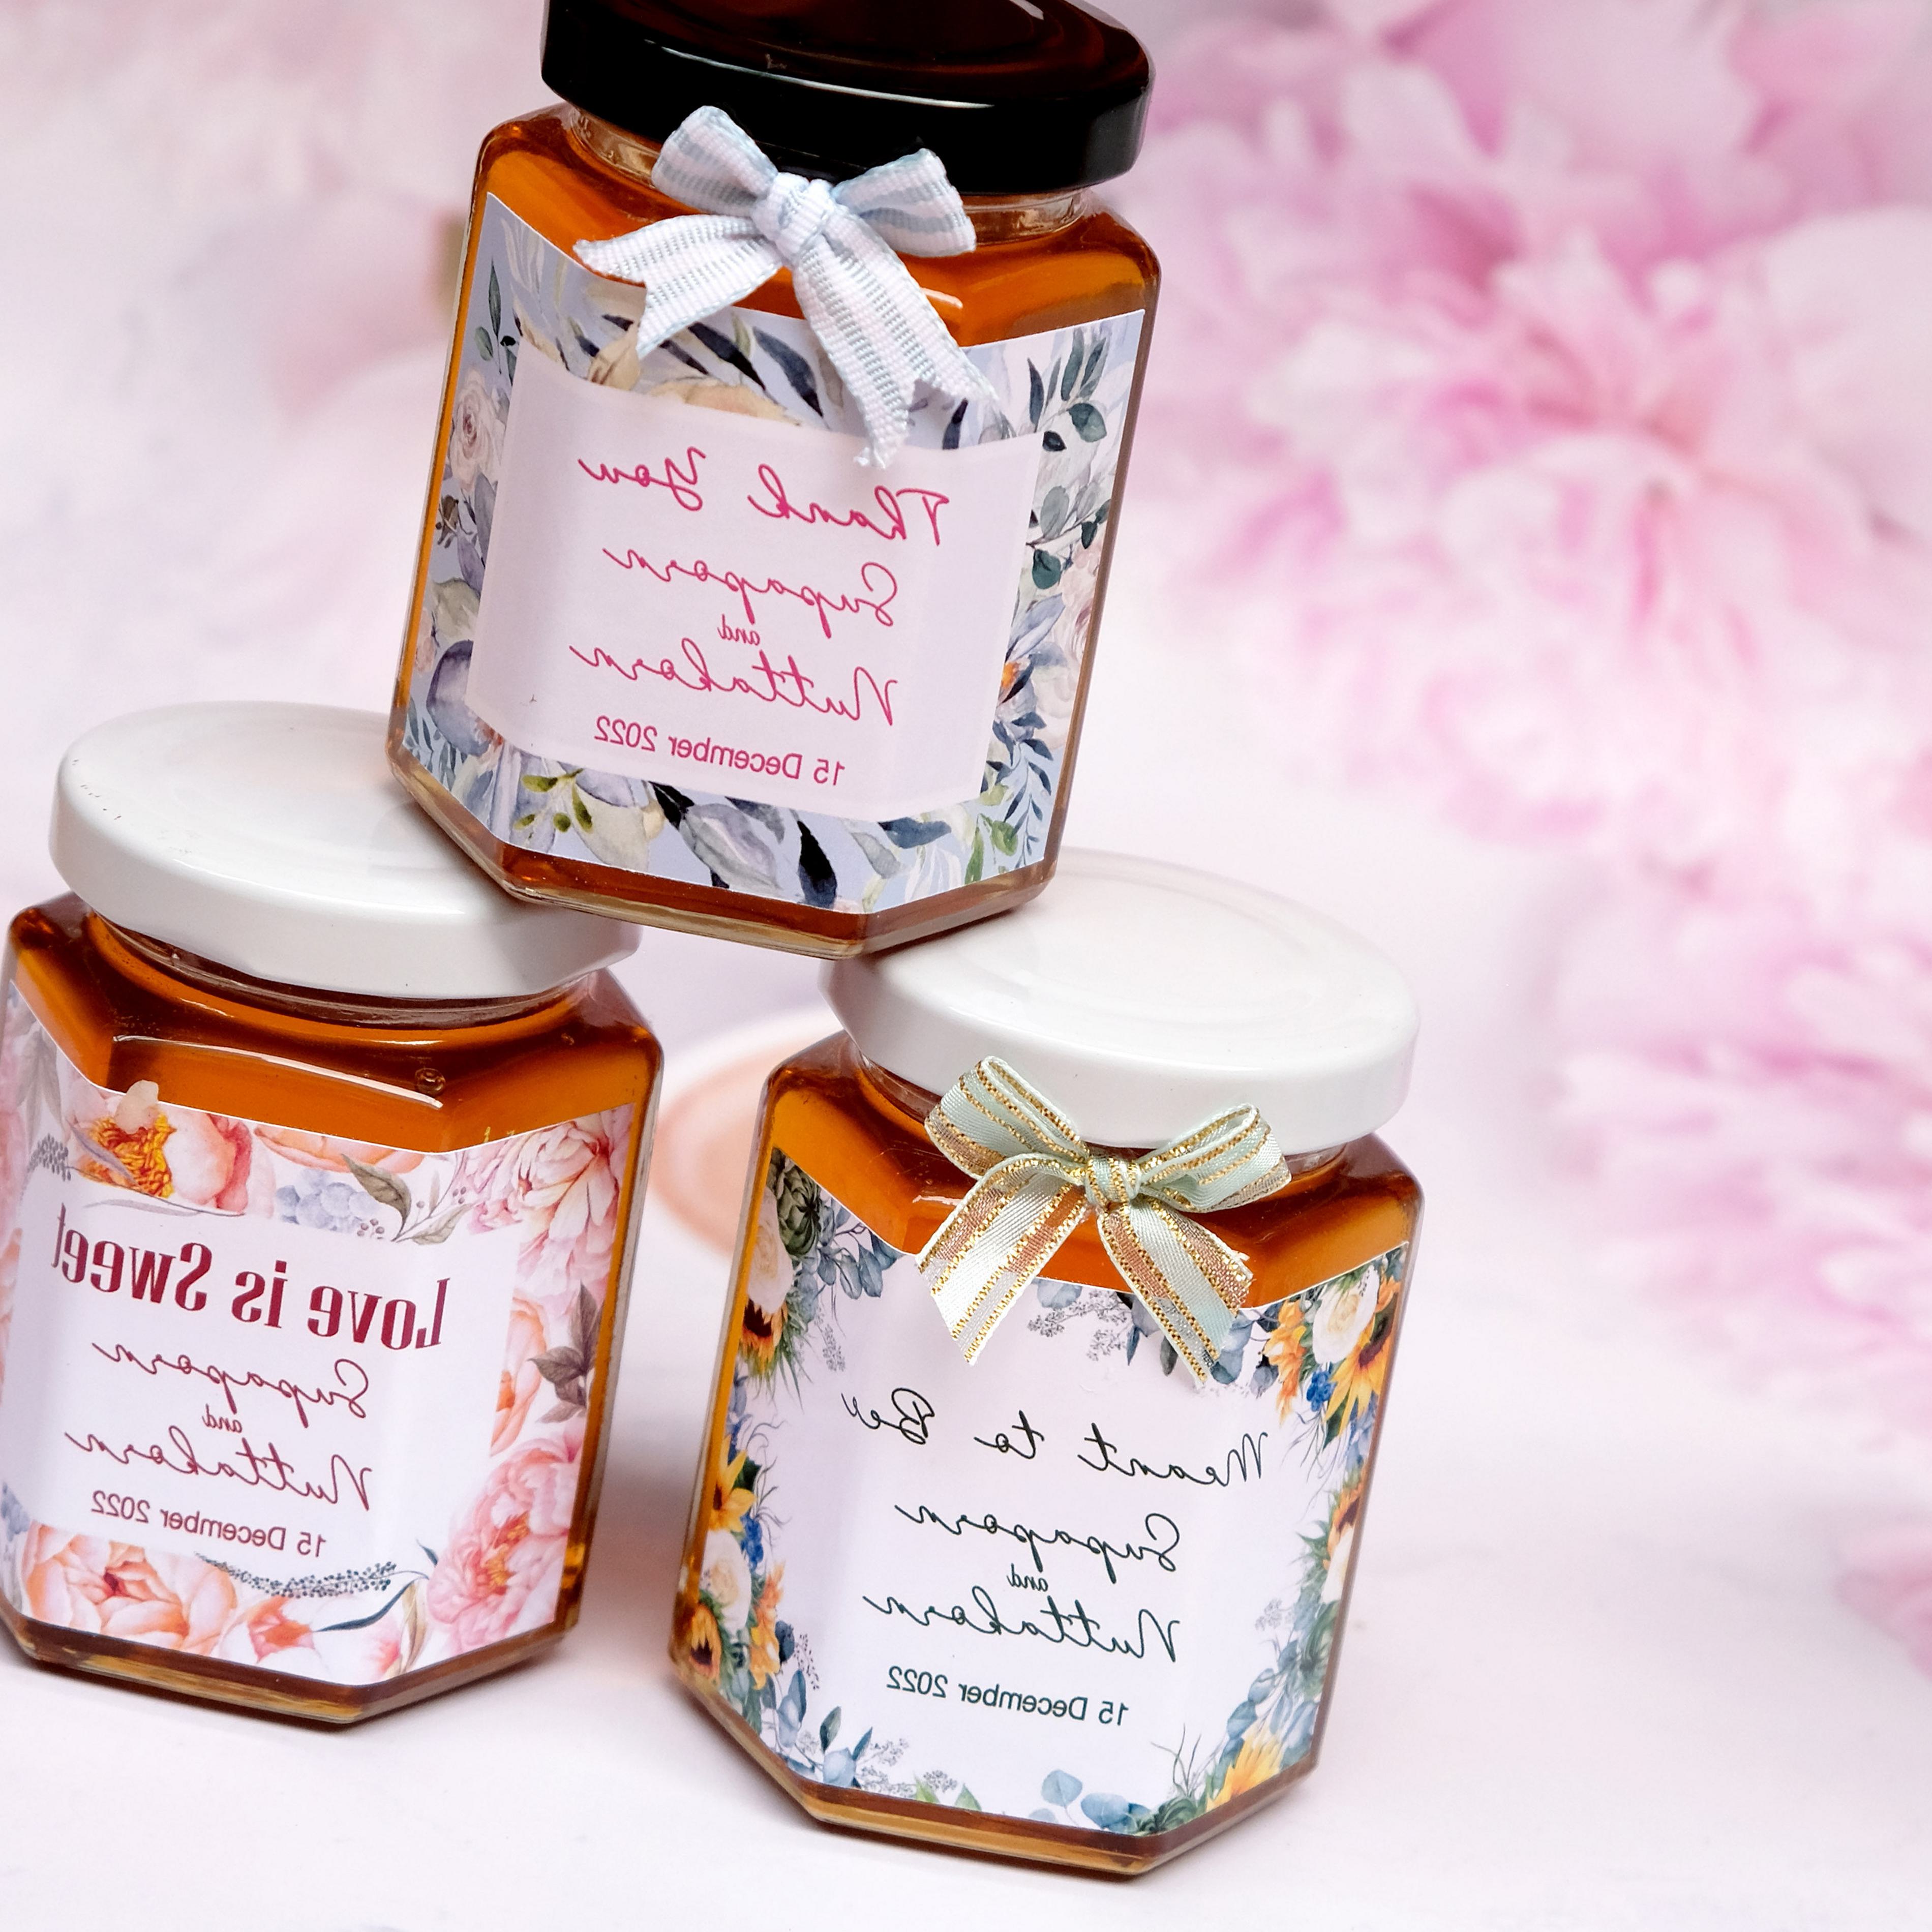 Thank You
Supaporn
and
Nuttakorn
15 December 2022
Love is Sweet
Supaporn
and
Nuttakorn
15 December 2022
Meant to Bee
Supaporn
and
Nuttakorn
15 December 2022